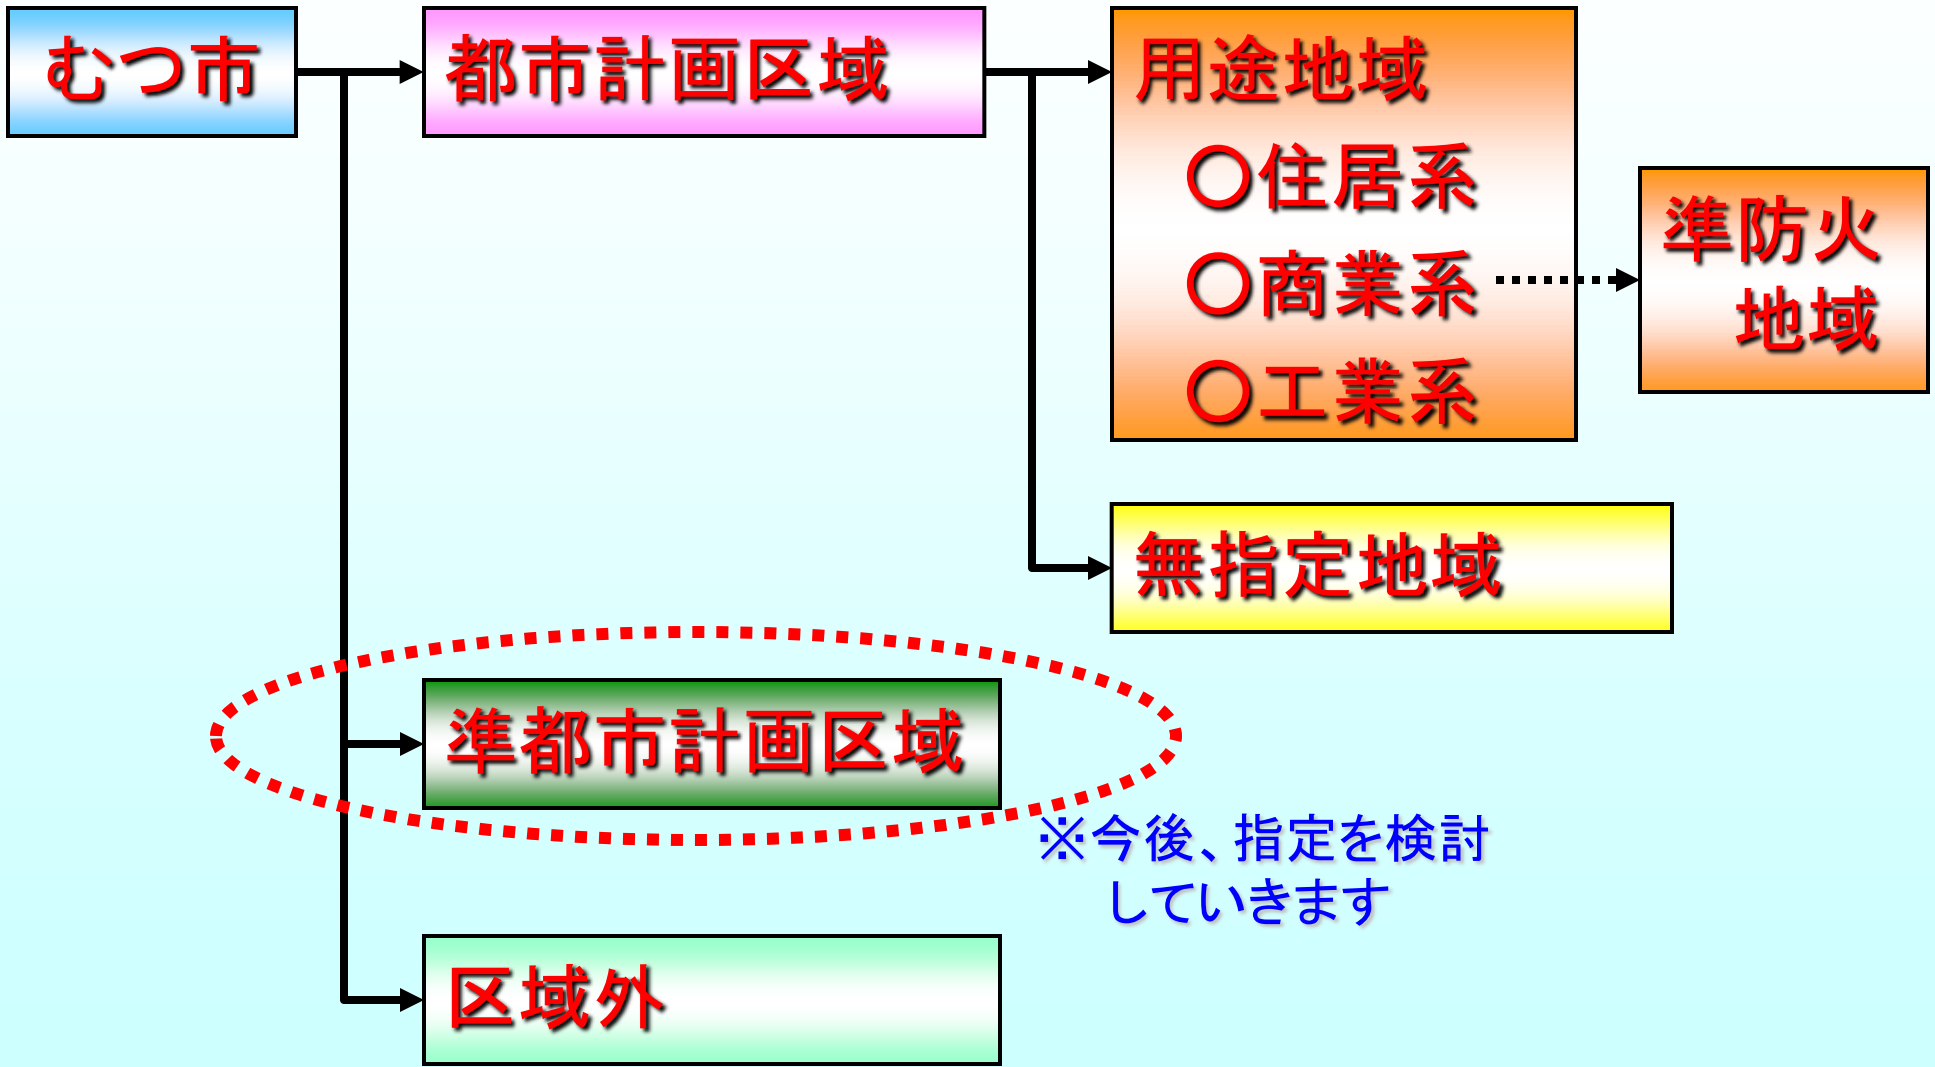 むつ市
都市計画区域
用途地域
○住居系
○商業系
○工業系
準防火
地域
無指定地域
準都市計画区域
※今後、指定を検討
していきます
区域外